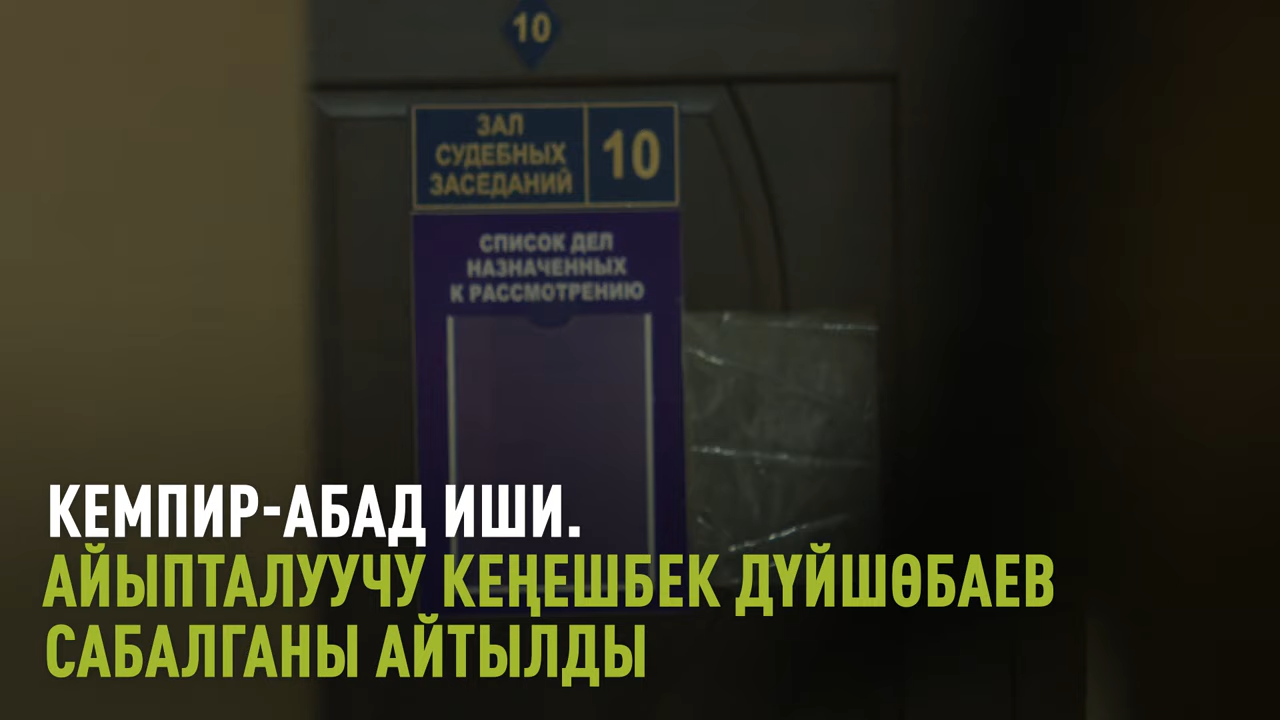 10
ЗАЛ
СУДЕБНЫХ
ЗАСЕДАНИЙ
10
СПИСОК ДЕЛ
НАЗНАЧЕННЫХ
К РАССМОТРЕНИЮ
КЕМПИР-АБАД ИШИ.
АЙЫПТАЛУУЧУ КЕҢЕШБЕК ДҮЙШӨБАЕВ
САБАЛГАНЫ АЙТЫЛДЫ